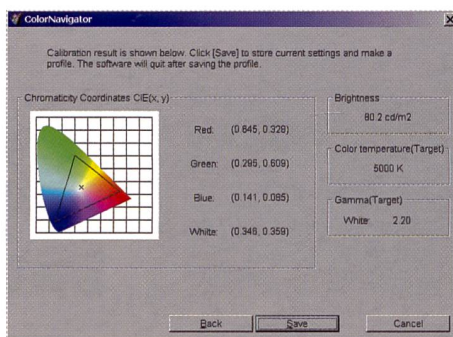 ColorNavigator
Calibration result is shown below. Click [Save] to store current settings and make a
profile. The software will quit after saving the profile.
Chromaticity Coordinates CIE(x, y)
Red: (0.645, 0.329)
Green: (0.295, 0.609)
Blue: (0.141, 0.065)
White: (0.346, 0.359)
Brightness
80.2 cd/m2
Color temperature(Target)
5000 K
Gamma(Target)
White: 2.20
Back
Save
Cancel